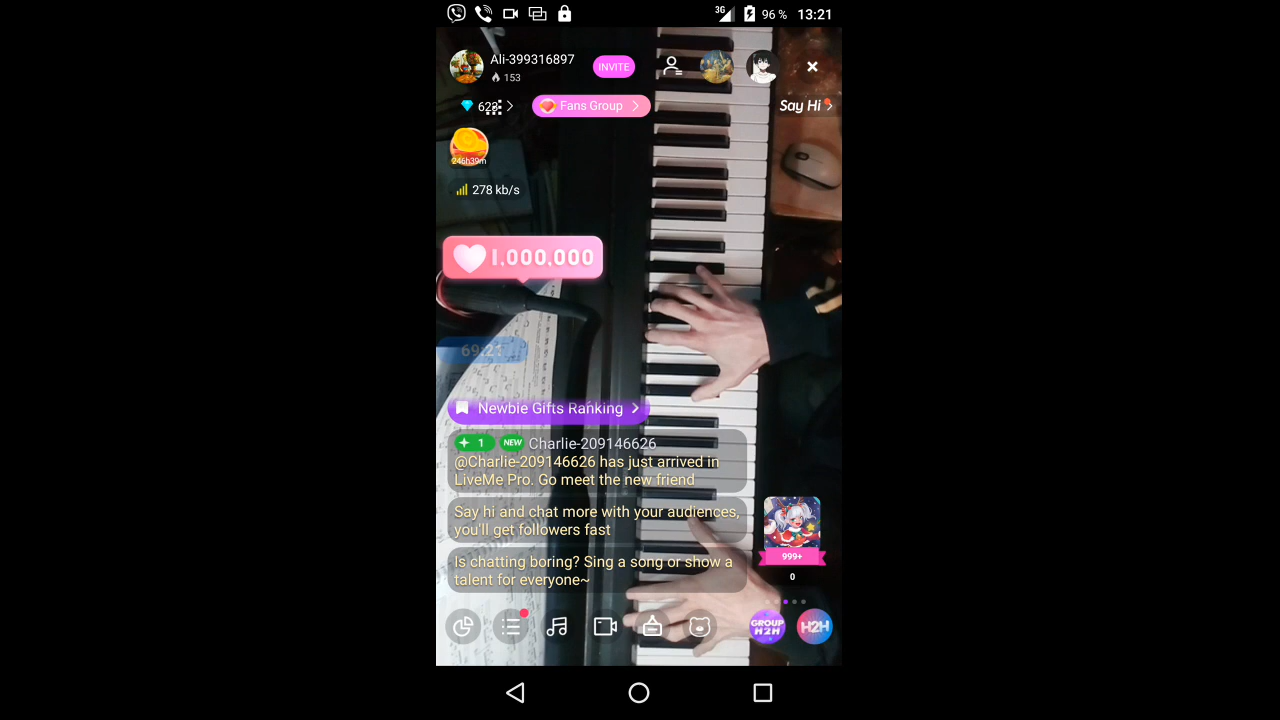 3G
96 %
13:21
Ali-399316897
153
INVITE
Fans Group
Say Hi
246h39m
278 kb/s
1,000,000
69:21
Newbie Gifts Ranking
1 NEW Charlie-209146626
@Charlie-209146626 has just arrived in
LiveMe Pro. Go meet the new friend
Say hi and chat more with your audiences,
you'll get followers fast
Is chatting boring? Sing a song or show a
talent for everyone~
999+
0
GROUP
H2H
H2H